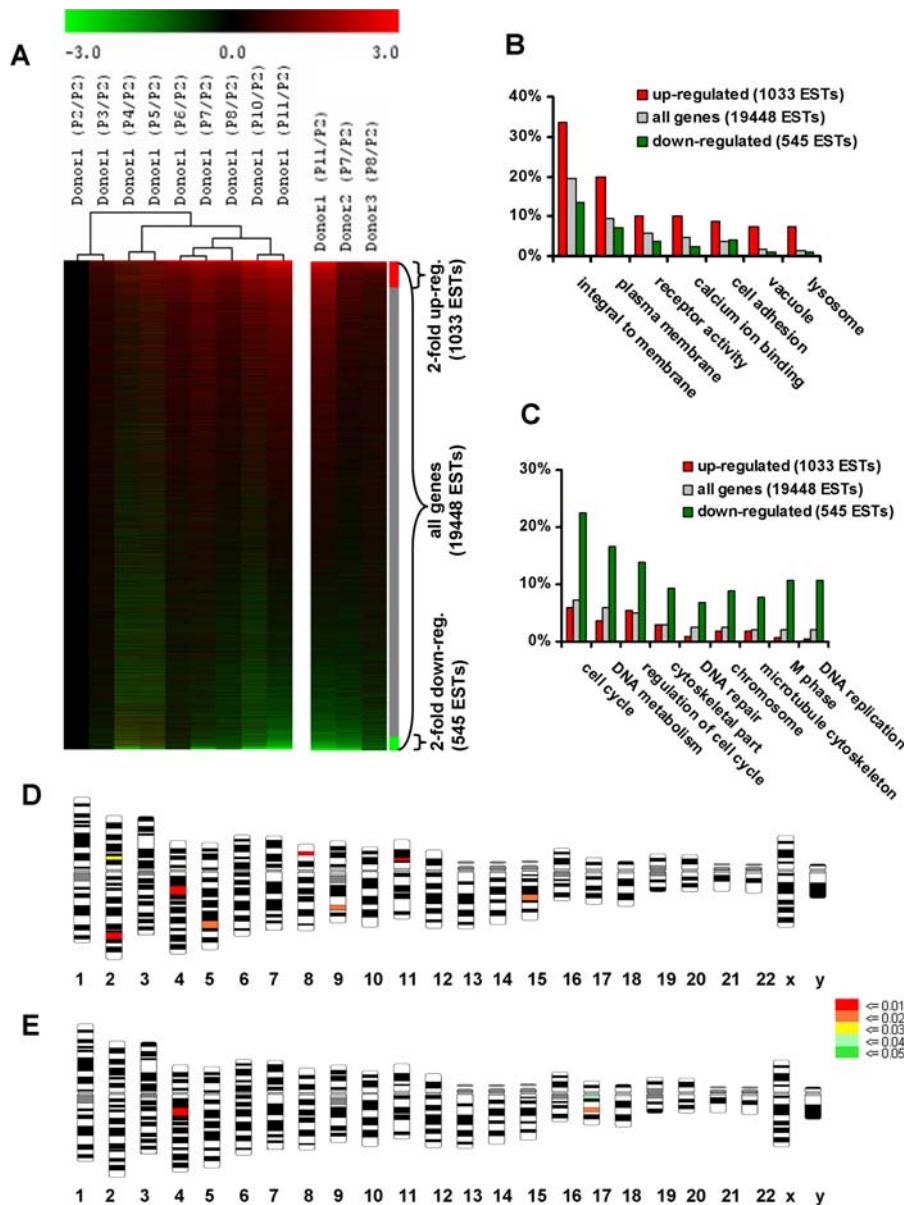 A
-3.0 0.0 3.0
Donor1 (P2/P2)
Donor1 (P3/P2)
Donor1 (P4/P2)
Donor1 (P5/P2)
Donor1 (P6/P2)
Donor1 (P7/P2)
Donor1 (P8/P2)
Donor1 (P10/P2)
Donor1 (P11/P2)
Donor1 (P11/P2)
Donor2 (P7/P2)
Donor3 (P8/P2)
2-fold up-reg.
(1033 ESTs)
all genes
(19448 ESTs)
2-fold down-reg.
(545 ESTs)
B
40%
30%
20%
10%
0%
up-regulated (1033 ESTs)
all genes (19448 ESTs)
down-regulated (545 ESTs)
integral to membrane
plasma membrane
receptor activity
calcium ion binding
cell adhesion
vacuole
lysosome
C
30%
20%
10%
0%
up-regulated (1033 ESTs)
all genes (19448 ESTs)
down-regulated (545 ESTs)
cell cycle
DNA metabolism
regulation of cell cycle
cytoskeletal part
DNA repair
chromosome
microtubule cytoskeleton
M phase
DNA replication
D
1 2 3 4 5 6 7 8 9 10 11 12 13 14 15 16 17 18 19 20 21 22 x y
<= 0.01
<= 0.02
<= 0.03
<= 0.04
<= 0.05
E
1 2 3 4 5 6 7 8 9 10 11 12 13 14 15 16 17 18 19 20 21 22 x y